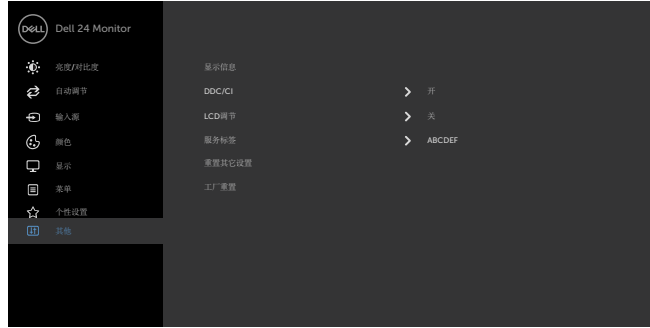 DELL Dell 24 Monitor
亮度/对比度
自动调节
输入源
颜色
显示
菜单
个性设置
其他
显示信息
DDC/CI 开
LCD调节 关
服务标签 ABCDEF
重置其它设置
工厂重置